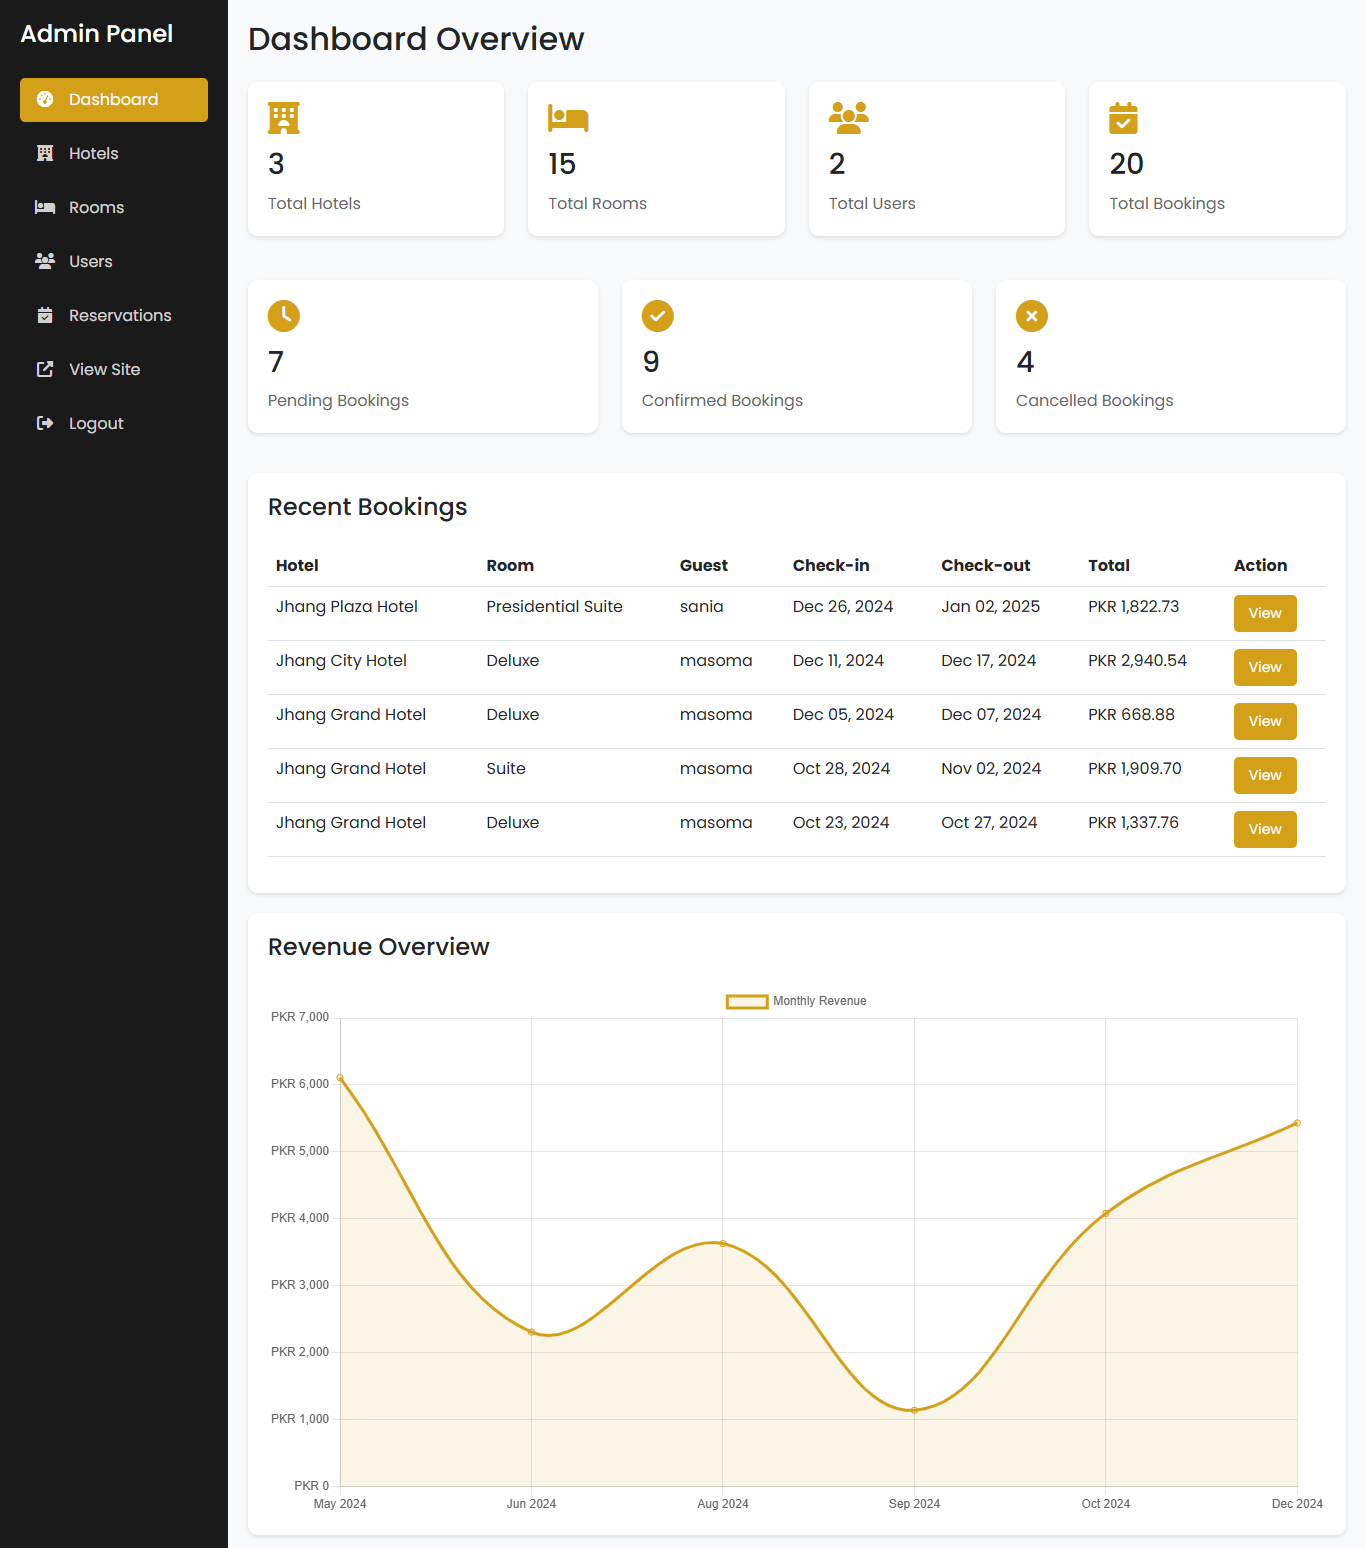 Admin Panel
Dashboard
Hotels
Rooms
Users
Reservations
View Site
Logout
Dashboard Overview
3
Total Hotels
15
Total Rooms
2
Total Users
20
Total Bookings
7
Pending Bookings
9
Confirmed Bookings
4
Cancelled Bookings
Recent Bookings
Hotel Room Guest Check-in Check-out Total Action
Jhang Plaza Hotel Presidential Suite sania Dec 26, 2024 Jan 02, 2025 PKR 1,822.73 View
Jhang City Hotel Deluxe masoma Dec 11, 2024 Dec 17, 2024 PKR 2,940.54 View
Jhang Grand Hotel Deluxe masoma Dec 05, 2024 Dec 07, 2024 PKR 668.88 View
Jhang Grand Hotel Suite masoma Oct 28, 2024 Nov 02, 2024 PKR 1,909.70 View
Jhang Grand Hotel Deluxe masoma Oct 23, 2024 Oct 27, 2024 PKR 1,337.76 View
Revenue Overview
Monthly Revenue
PKR 7,000
PKR 6,000
PKR 5,000
PKR 4,000
PKR 3,000
PKR 2,000
PKR 1,000
PKR 0
May 2024 Jun 2024 Aug 2024 Sep 2024 Oct 2024 Dec 2024